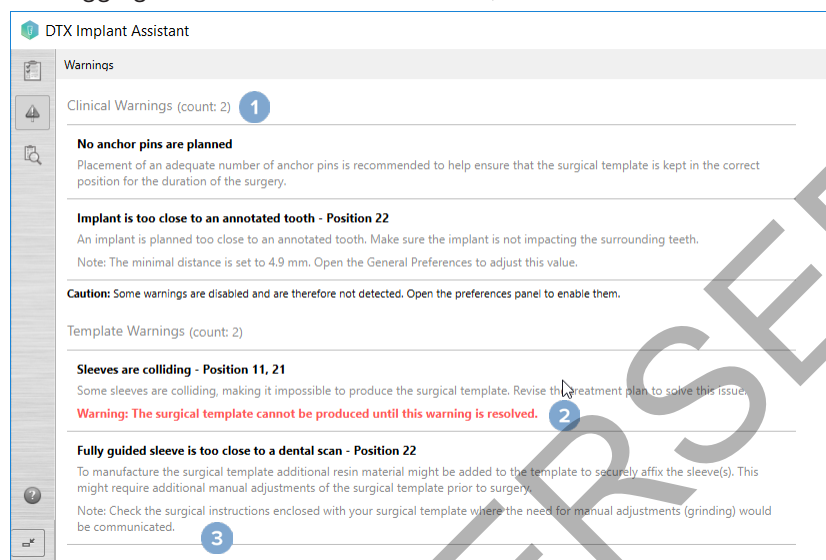 DTX Implant Assistant
Warnings
Clinical Warnings (count: 2) 1
No anchor pins are planned
Placement of an adequate number of anchor pins is recommended to help ensure that the surgical template is kept in the correct
position for the duration of the surgery.
Implant is too close to an annotated tooth - Position 22
An implant is planned too close to an annotated tooth. Make sure the implant is not impacting the surrounding teeth.
Note: The minimal distance is set to 4.9 mm. Open the General Preferences to adjust this value.
Caution: Some warnings are disabled and are therefore not detected. Open the preferences panel to enable them.
Template Warnings (count: 2)
Sleeves are colliding - Position 11, 21
Some sleeves are colliding, making it impossible to produce the surgical template. Revise the treatment plan to solve this issue.
Warning: The surgical template cannot be produced until this warning is resolved. 2
Fully guided sleeve is too close to a dental scan - Position 22
To manufacture the surgical template additional resin material might be added to the template to securely affix the sleeve(s). This
might require additional manual adjustments of the surgical template prior to surgery.
Note: Check the surgical instructions enclosed with your surgical template where the need for manual adjustments (grinding) would
be communicated.
3
ERSE